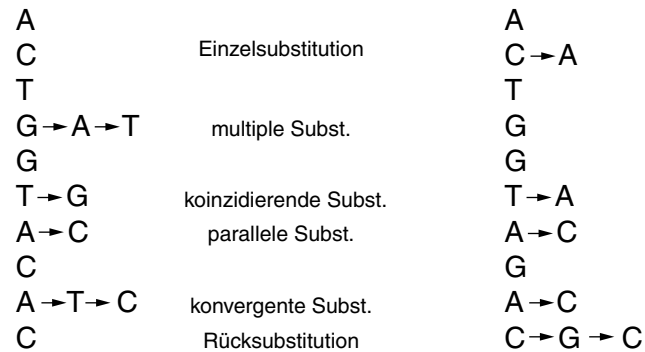 A A
C Einzelsubstitution C→A
T T
G→A→T multiple Subst. G
G G
T→G koinzidierende Subst. T→A
A→C parallele Subst. A→C
C G
A→T→C konvergente Subst. A→C
C Rücksubstitution C→G→C